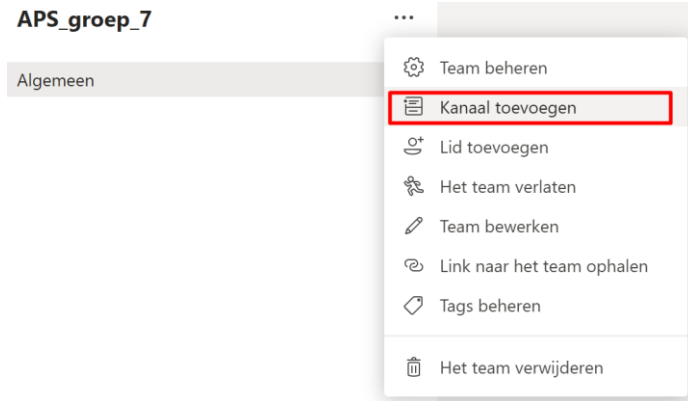 APS_groep_7 ...
Algemeen
Team beheren
Kanaal toevoegen
Lid toevoegen
Het team verlaten
Team bewerken
Link naar het team ophalen
Tags beheren
Het team verwijderen